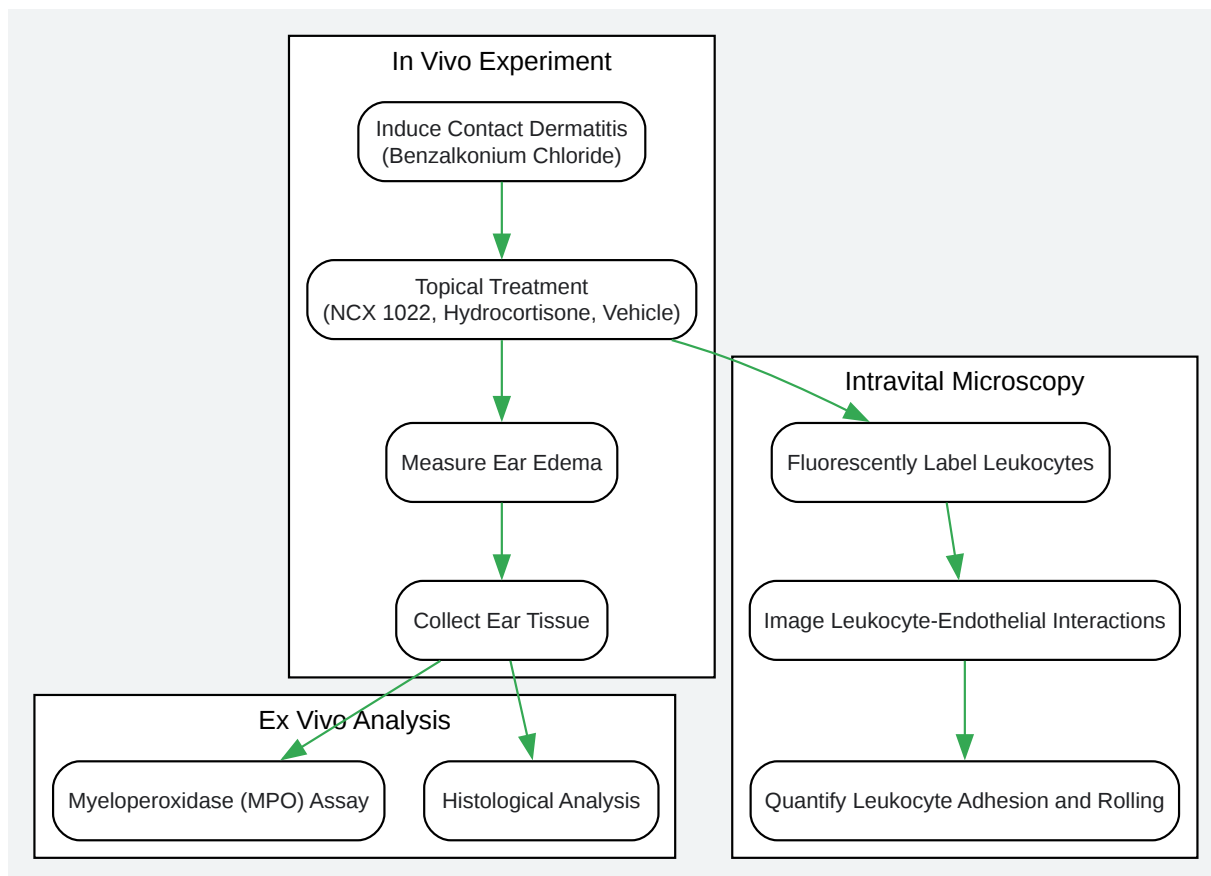 In Vivo Experiment
Induce Contact Dermatitis
(Benzalkonium Chloride)
Topical Treatment
(NCX 1022, Hydrocortisone, Vehicle)
Measure Ear Edema
Collect Ear Tissue
Intravital Microscopy
Fluorescently Label Leukocytes
Image Leukocyte-Endothelial Interactions
Quantify Leukocyte Adhesion and Rolling
Ex Vivo Analysis
Myeloperoxidase (MPO) Assay
Histological Analysis